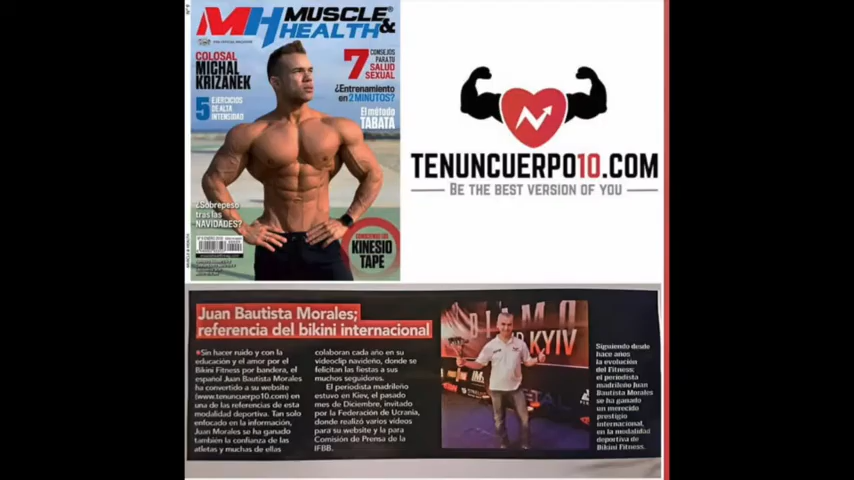 MH MUSCLE &
HEALTH
COLOSAL
MICHAL
KRIZANEK
5 EJERCICIOS
DE ALTA
INTENSIDAD
7 CONSEJOS
PARA TU
SALUD
SEXUAL
¿Entrenamiento
en 2 MINUTOS?
El método
TABATA
¿Sobrepeso
tras las
NAVIDADES?
KINESIO
TAPE
TENUNCUERPO10.COM
BE THE BEST VERSION OF YOU
Juan Bautista Morales;
referencia del bikini internacional
Sin hacer ruido y con la
educación y el amor por el
Bikini Fitness por bandera, el
español Juan Bautista Morales
ha convertido a su website
(www.tenuncuerpo10.com) en
una de las referencias de esta
modalidad deportiva. Tan solo
enfocado en la información,
Juan Morales se ha ganado
también la confianza de las
atletas y muchas de ellas
colaboran cada año en su
videoclip navideño, donde se
felicitan las fiestas a sus
muchos seguidores.
El periodista madrileño
estuvo en Kiev, el pasado
mes de Diciembre, invitado
por la Federación de Ucrania,
donde realizó varios vídeos
para su website y la para
Comisión de Prensa de la
IFBB.
KYIV
Siguiendo desde
hace años
la evolución
del Fitness;
el periodista
madrileño Juan
Bautista Morales
se ha ganado
un merecido
prestigio
internacional,
en la modalidad
deportiva de
Bikini Fitness.